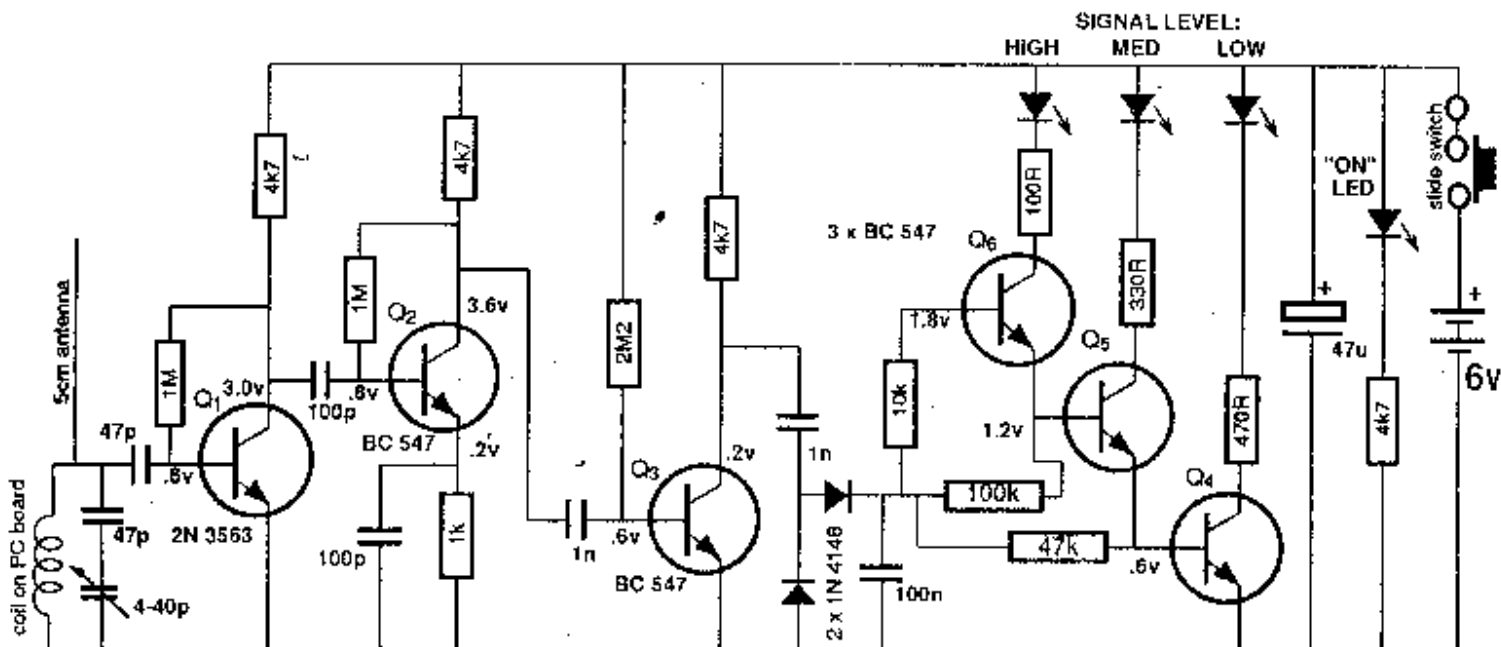 SIGNAL LEVEL:
HIGH MED LOW
4k7
4k7
4k7
100R
"ON"
LED
slide switch
3 x BC 547
Q6
330R
5cm antenna
1M
Q2
3.6v
2M2
1.8v
Q5
+
47u
+
6v
1M
Q1
3.0v
100p
.8v
10k
1.2v
470R
4k7
47p
.6v
BC 547
.2v
Q3
.2v
1n
100k
Q4
coil on PC board
47p
2N 3563
100p
1k
1n
.6v
BC 547
2 x 1N 4148
47k
.6v
100n
4-40p